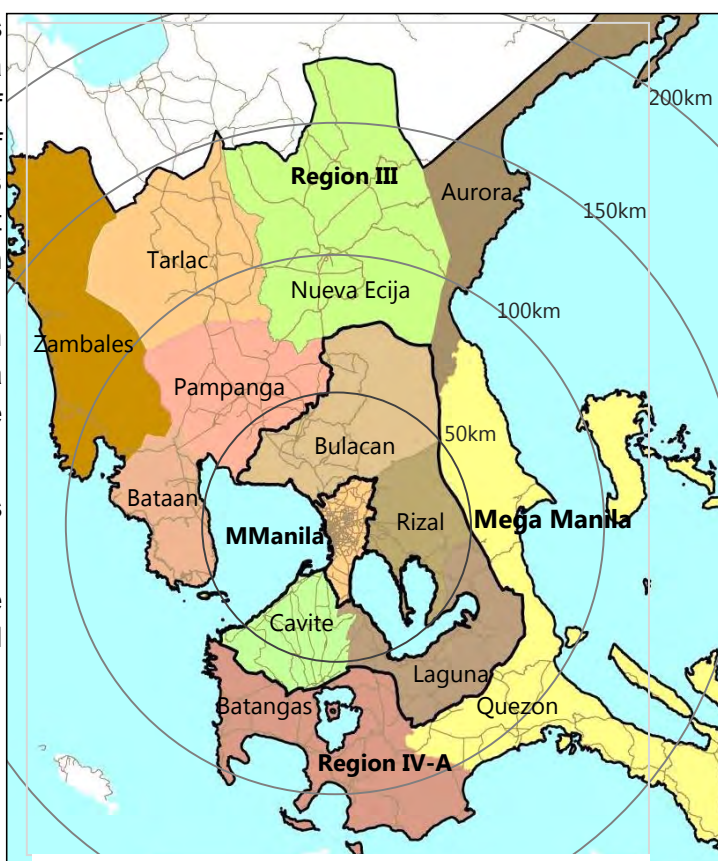 200km
Region III
Aurora
150km
Tarlac
Nueva Ecija
100km
Zambales
Pampanga
50km
Bulacan
Bataan
Rizal
Mega Manila
MManila
Cavite
Laguna
Batangas
Quezon
Region IV-A